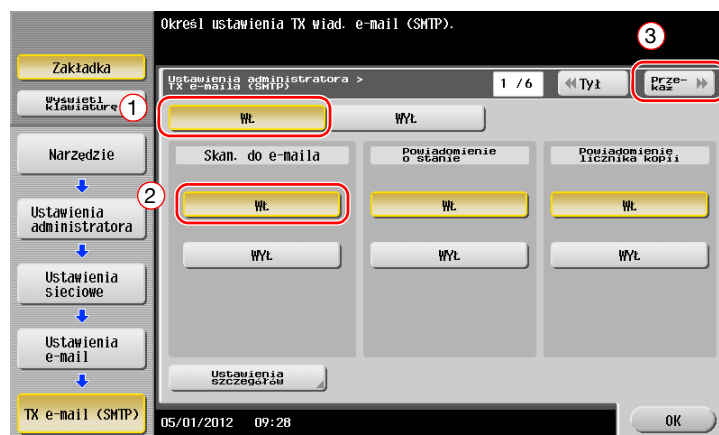 Określ ustawienia TX wiad. e-mail (SMTP).
3
Zakładka
Wyświetl
klawiaturę
1
Ustawienia administratora >
TX e-maila (SMTP)
1 /6
Tył
Prze-
każ
WŁ
WYŁ
Narzędzie
Skan. do e-maila
Powiadomienie
o stanie
Powiadomienie
licznika kopii
2
Ustawienia
administratora
WŁ
WŁ
WŁ
WYŁ
WYŁ
WYŁ
Ustawienia
sieciowe
Ustawienia
e-mail
Ustawienia
szczegółów
TX e-mail (SMTP)
05/01/2012 09:28
OK